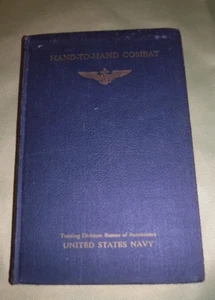 HAND-TO-HAND COMBAT
Training Division Bureau of Aeronautics
UNITED STATES NAVY